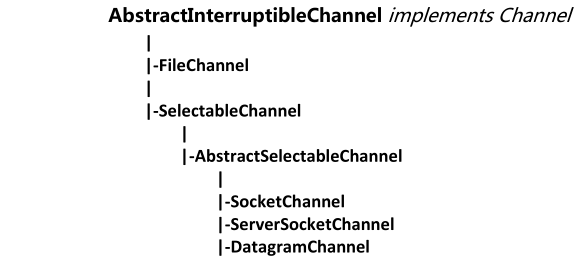 AbstractInterruptibleChannel implements Channel
|
|-FileChannel
|
|-SelectableChannel
|
|-AbstractSelectableChannel
|
|-SocketChannel
|-ServerSocketChannel
|-DatagramChannel